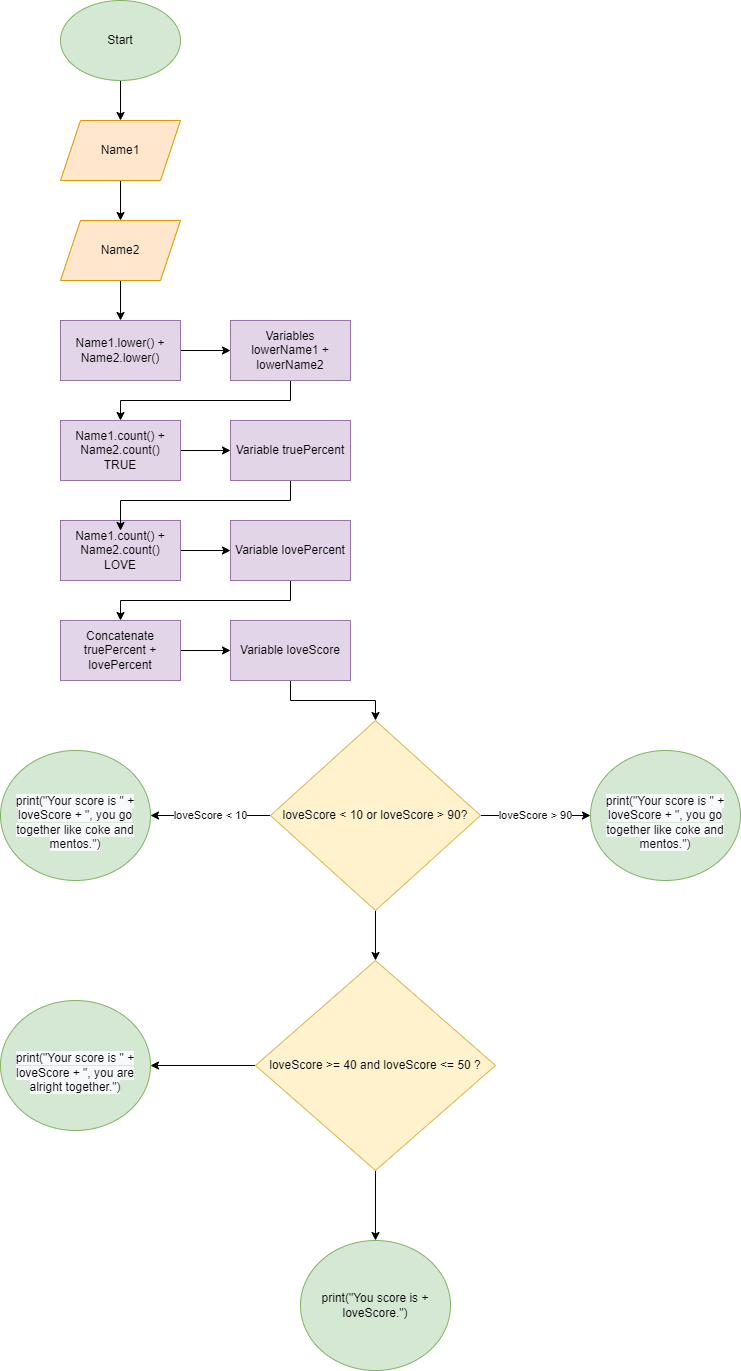 Start
Name1
Name2
Name1.lower() +
Name2.lower()
Variables
lowerName1 +
lowerName2
Name1.count() +
Name2.count()
TRUE
Variable truePercent
Name1.count() +
Name2.count()
LOVE
Variable lovePercent
Concatenate
truePercent +
lovePercent
Variable loveScore
print("Your score is " +
loveScore + ", you go
together like coke and
mentos.")
loveScore < 10
loveScore < 10 or loveScore > 90?
loveScore > 90
print("Your score is " +
loveScore + ", you go
together like coke and
mentos.")
print("Your score is " +
loveScore + ", you are
alright together.")
loveScore >= 40 and loveScore <= 50 ?
print("You score is +
loveScore.")